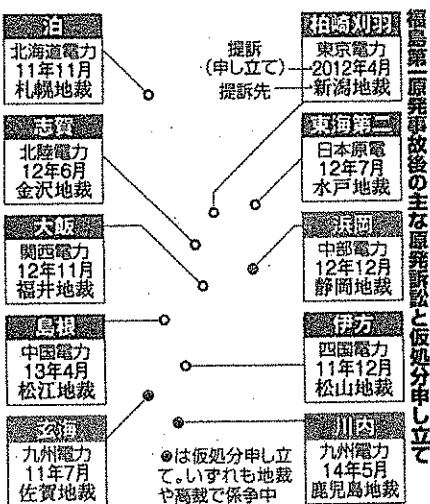 福島第一原発事故後の主な原発訴訟と仮処分申し立て
柏崎刈羽
東京電力
2012年4月
新潟地裁
提訴
(申し立て)
提訴先
東海第二
日本原電
12年7月
水戸地裁
浜岡
中部電力
12年12月
静岡地裁
伊方
四国電力
11年12月
松山地裁
川内
九州電力
14年5月
鹿児島地裁
泊
北海道電力
11年11月
札幌地裁
志賀
北陸電力
12年6月
金沢地裁
大飯
関西電力
12年11月
福井地裁
島根
中国電力
13年4月
松江地裁
玄海
九州電力
11年7月
佐賀地裁
●は仮処分申し立
て。いずれも地裁
や高裁で係争中